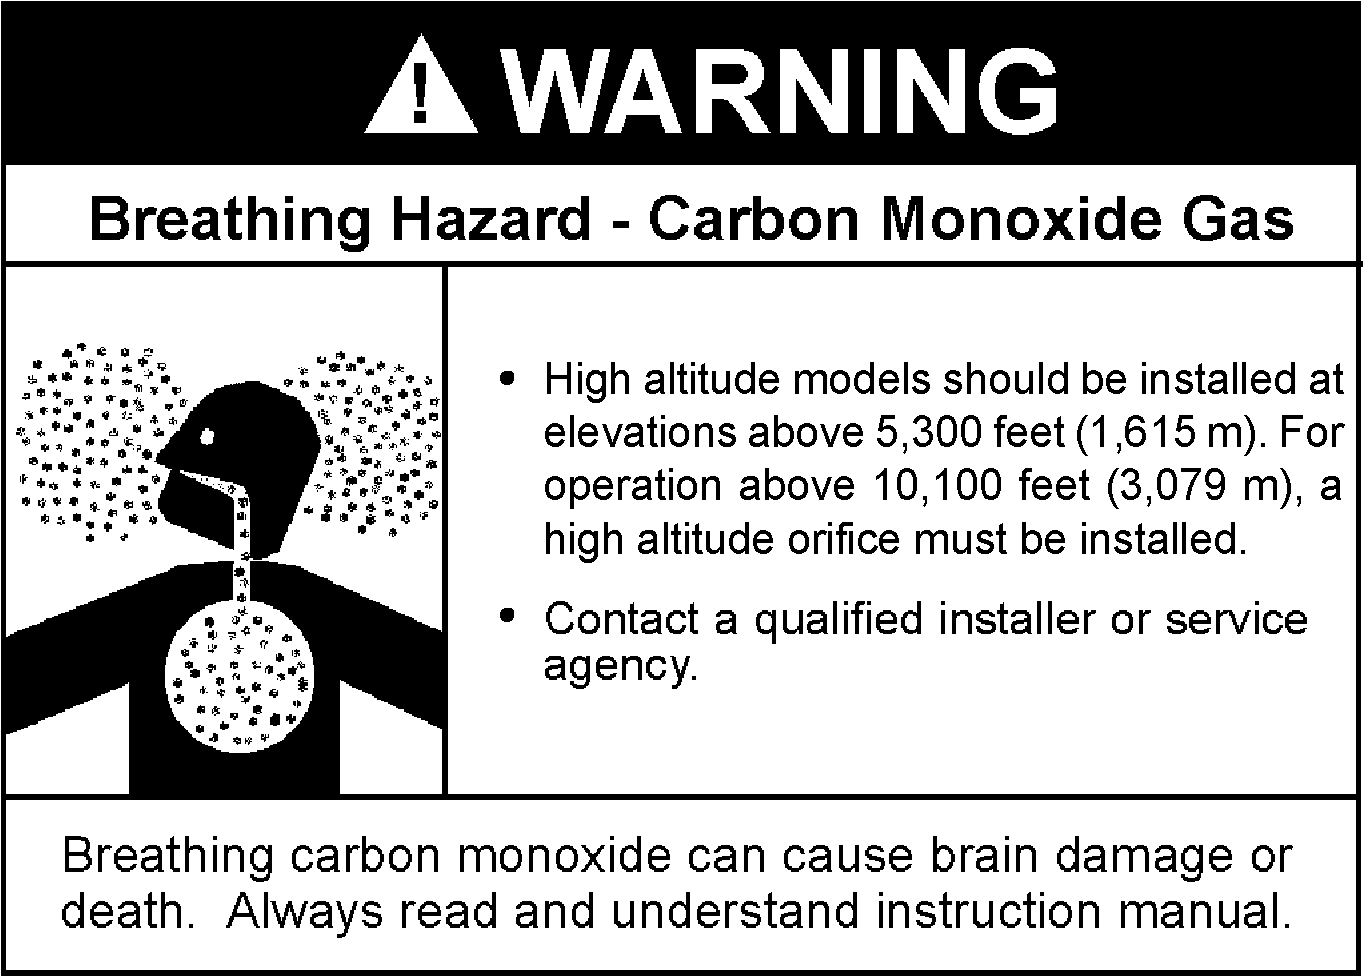 ! WARNING
Breathing Hazard - Carbon Monoxide Gas
• High altitude models should be installed at
elevations above 5,300 feet (1,615 m). For
operation above 10,100 feet (3,079 m), a
high altitude orifice must be installed.
• Contact a qualified installer or service
agency.
Breathing carbon monoxide can cause brain damage or
death. Always read and understand instruction manual.